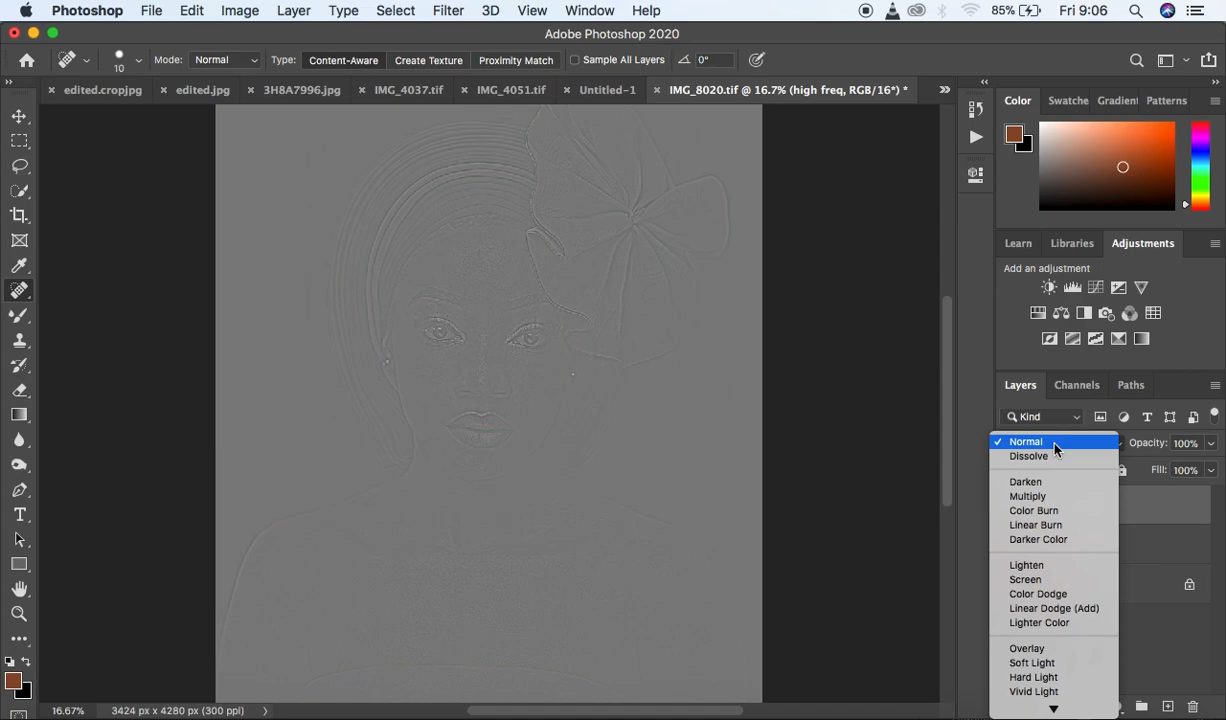 Photoshop File Edit Image Layer Type Select Filter 3D View Window Help 85% Fri 9:06
Adobe Photoshop 2020
10 Mode: Normal Type: Content-Aware Create Texture Proximity Match Sample All Layers 0°
edited.cropjpg edited.jpg 3H8A7996.jpg IMG_4037.tif IMG_4051.tif Untitled-1 IMG_8020.tif @ 16.7% (high freq, RGB/16*) *
Color Swatche Gradient Patterns
Learn Libraries Adjustments
Add an adjustment
Layers Channels Paths
Kind
Normal
Opacity: 100%
Dissolve
Fill: 100%
Darken
Multiply
Color Burn
Linear Burn
Darker Color
Lighten
Screen
Color Dodge
Linear Dodge (Add)
Lighter Color
Overlay
Soft Light
Hard Light
Vivid Light
16.67% 3424 px x 4280 px (300 ppi)